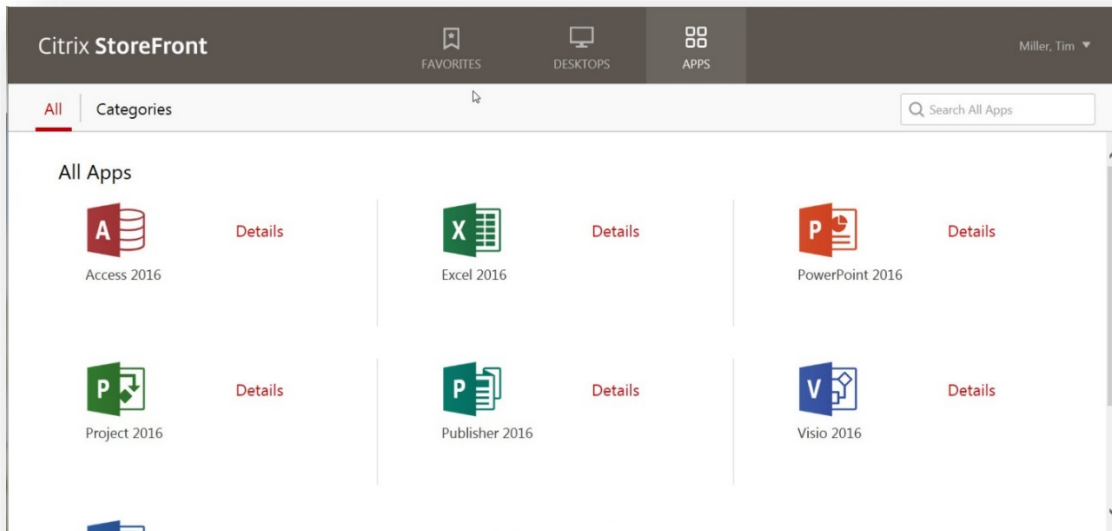 Citrix StoreFront
FAVORITES
DESKTOPS
APPS
Miller, Tim
All
Categories
Search All Apps
All Apps
A
Details
Access 2016
X
Details
Excel 2016
P
Details
PowerPoint 2016
P
Details
Project 2016
P
Details
Publisher 2016
V
Details
Visio 2016